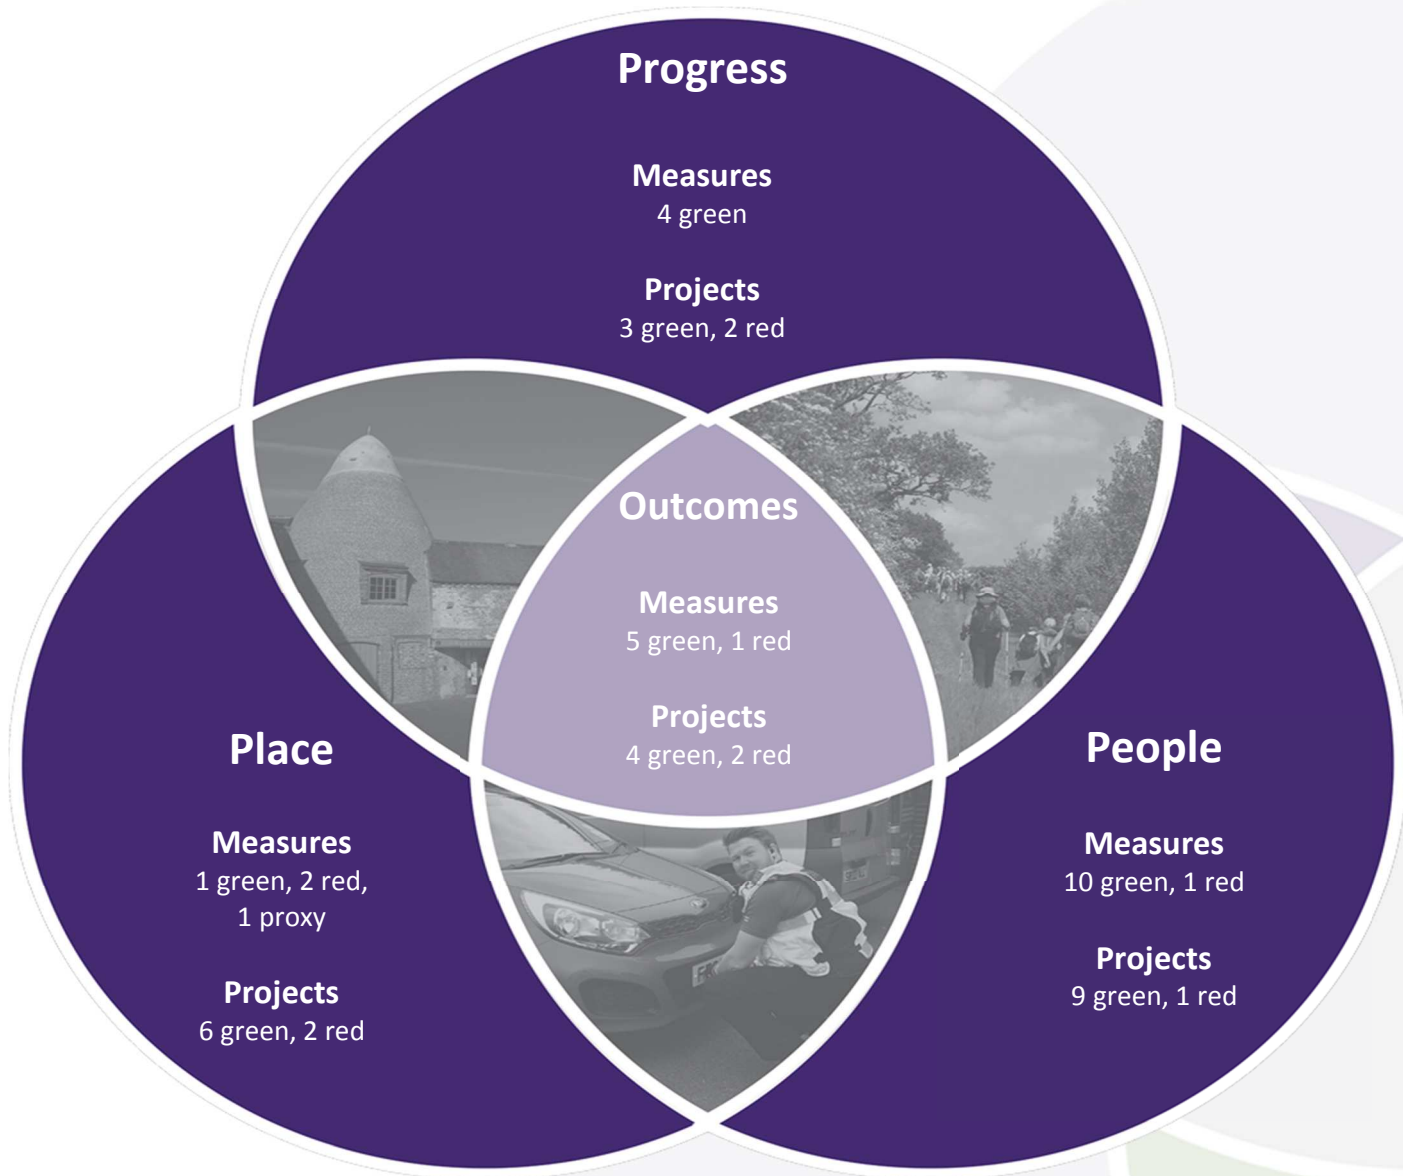 Progress
Measures
4 green
Projects
3 green, 2 red
Outcomes
Measures
5 green, 1 red
Projects
4 green, 2 red
Place
Measures
1 green, 2 red,
1 proxy
Projects
6 green, 2 red
People
Measures
10 green, 1 red
Projects
9 green, 1 red